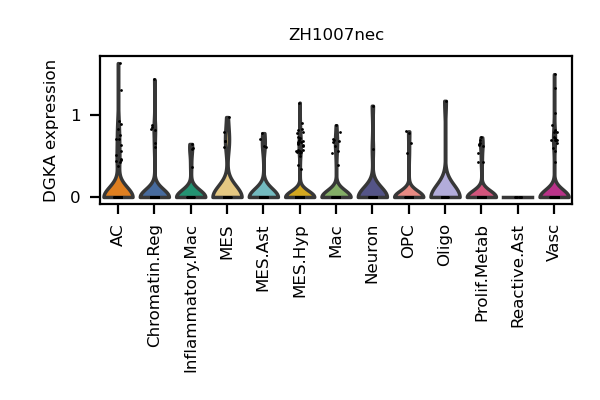 ZH1007nec
DGKA expression
1
0
AC
Chromatin.Reg
Inflammatory.Mac
MES
MES.Ast
MES.Hyp
Mac
Neuron
OPC
Oligo
Prolif.Metab
Reactive.Ast
Vasc